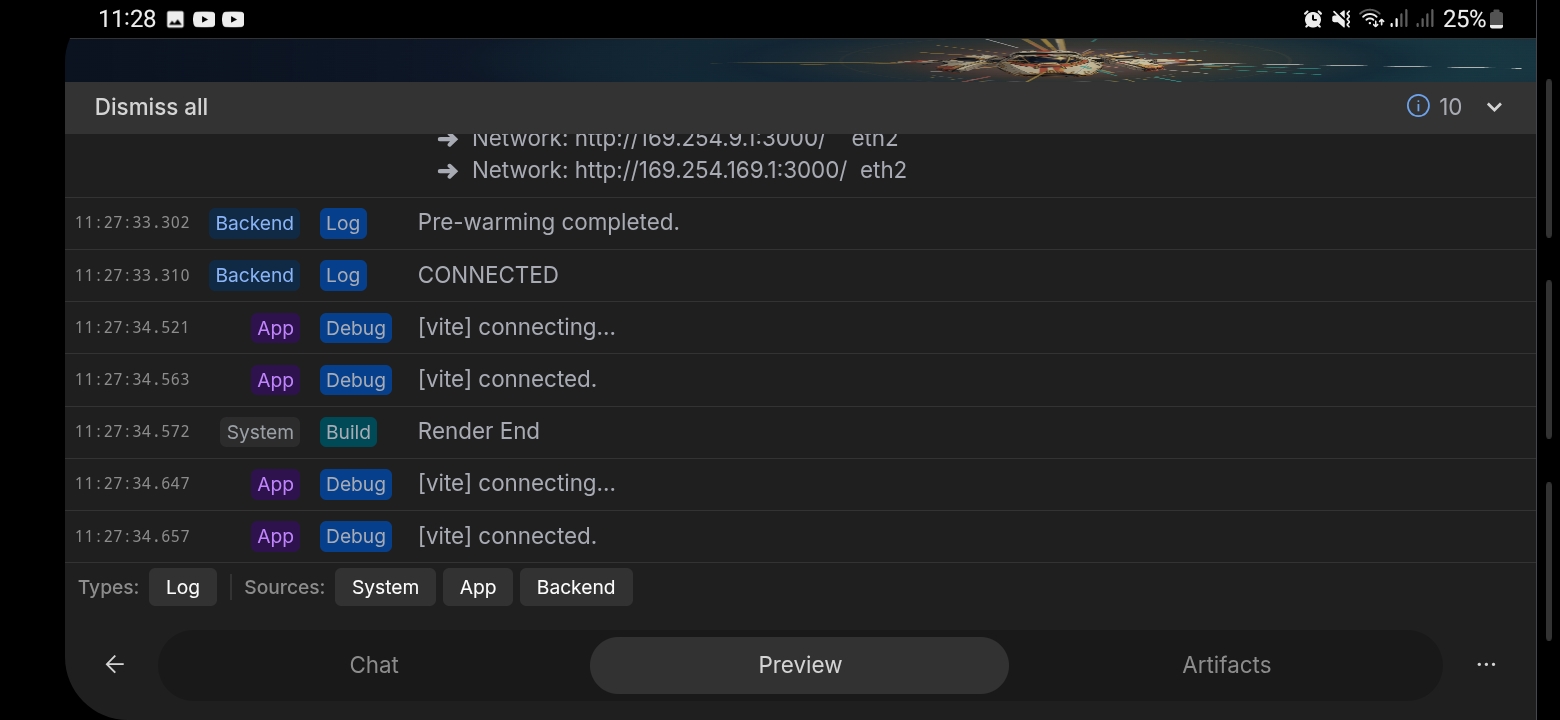 11:28 25%
Dismiss all 10
➜ Network: http://169.254.9.1:3000/ eth2
➜ Network: http://169.254.169.1:3000/ eth2
11:27:33.302 Backend Log Pre-warming completed.
11:27:33.310 Backend Log CONNECTED
11:27:34.521 App Debug [vite] connecting...
11:27:34.563 App Debug [vite] connected.
11:27:34.572 System Build Render End
11:27:34.647 App Debug [vite] connecting...
11:27:34.657 App Debug [vite] connected.
Types: Log Sources: System App Backend
Chat Preview Artifacts